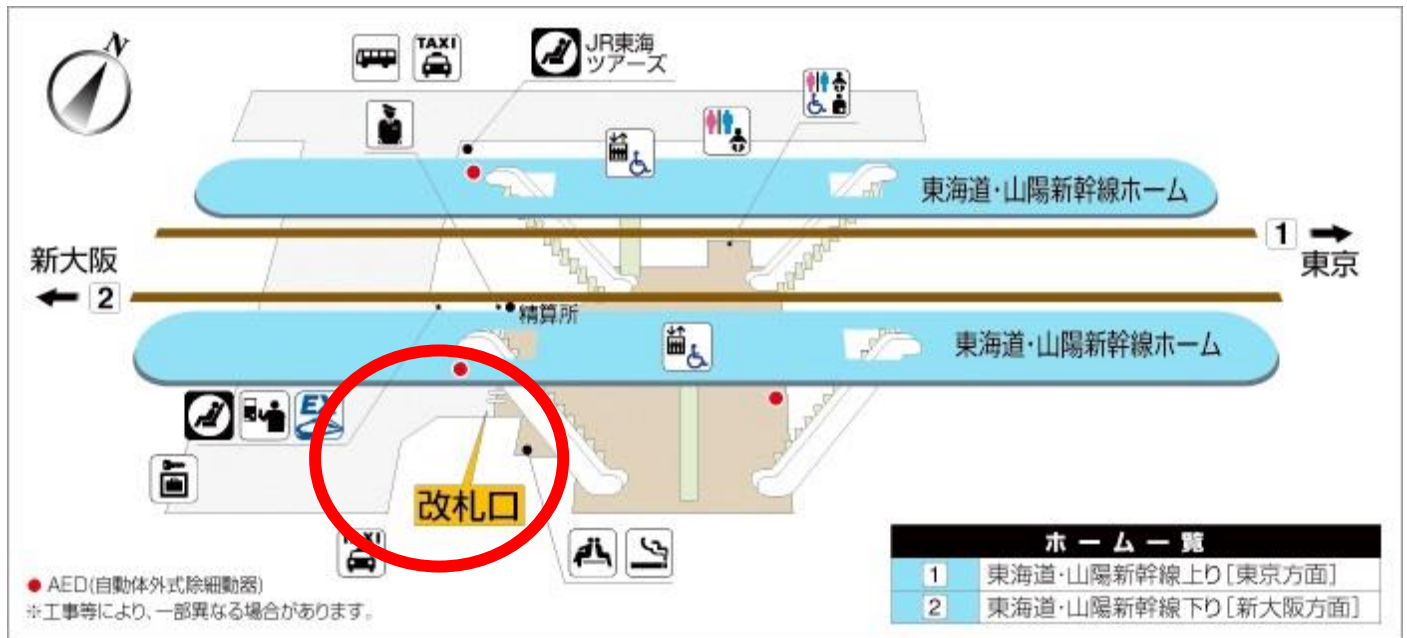 N
TAXI
JR東海
ツアーズ
東海道・山陽新幹線ホーム
1
東京
新大阪
2
精算所
東海道・山陽新幹線ホーム
EX
改札口
TAXI
● AED(自動体外式除細動器)
※工事等により、一部異なる場合があります。
ホーム一覧
1 東海道・山陽新幹線上り[東京方面]
2 東海道・山陽新幹線下り[新大阪方面]